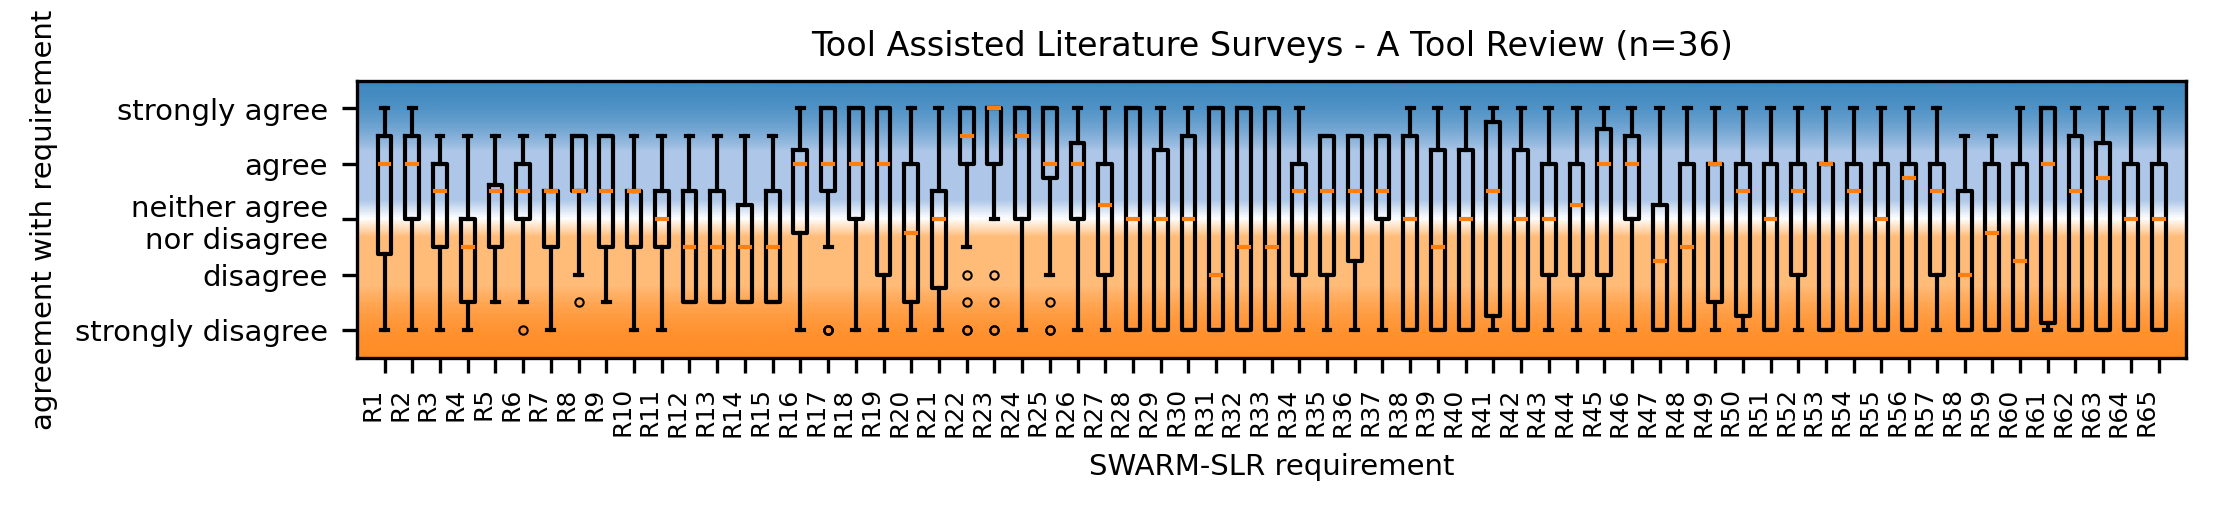 Tool Assisted Literature Surveys - A Tool Review (n=36)
agreement with requirement
strongly agree
agree
neither agree
nor disagree
disagree
strongly disagree
R1
R2
R3
R4
R5
R6
R7
R8
R9
R10
R11
R12
R13
R14
R15
R16
R17
R18
R19
R20
R21
R22
R23
R24
R25
R26
R27
R28
R29
R30
R31
R32
R33
R34
R35
R36
R37
R38
R39
R40
R41
R42
R43
R44
R45
R46
R47
R48
R49
R50
R51
R52
R53
R54
R55
R56
R57
R58
R59
R60
R61
R62
R63
R64
R65
SWARM-SLR requirement